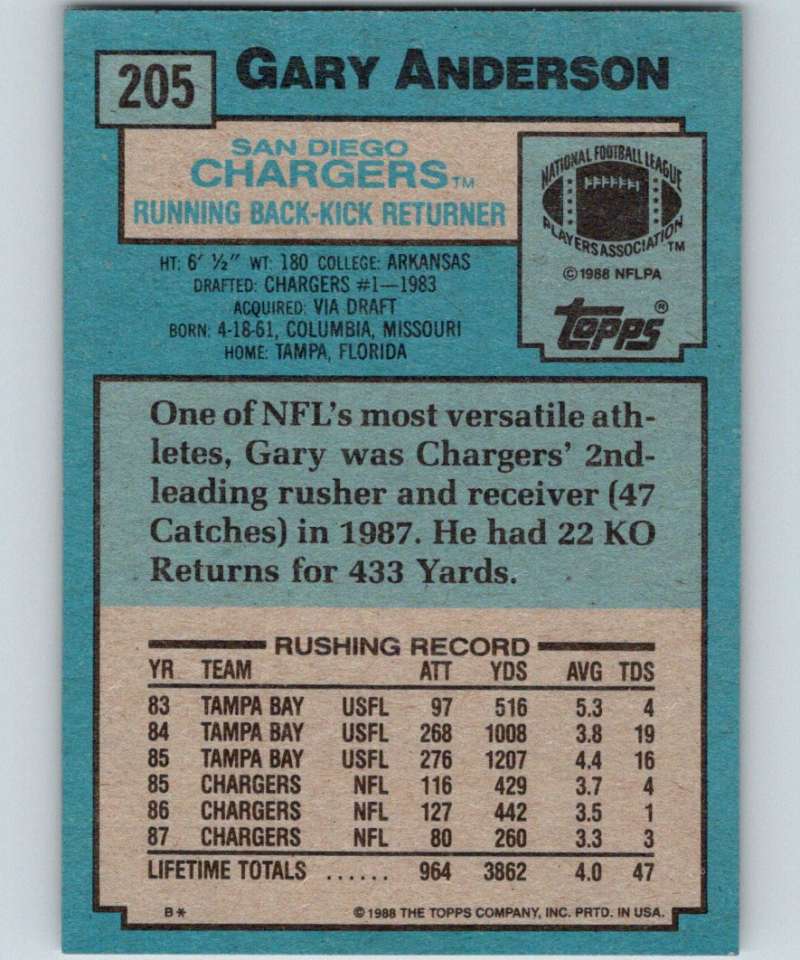 205
GARY ANDERSON
SAN DIEGO
CHARGERS TM
RUNNING BACK-KICK RETURNER
NATIONAL FOOTBALL LEAGUE
PLAYERS ASSOCIATION TM
©1988 NFLPA
topps®
HT: 6' ½" WT: 180 COLLEGE: ARKANSAS
DRAFTED: CHARGERS #1—1983
ACQUIRED: VIA DRAFT
BORN: 4-18-61, COLUMBIA, MISSOURI
HOME: TAMPA, FLORIDA
One of NFL's most versatile ath-
letes, Gary was Chargers' 2nd-
leading rusher and receiver (47
Catches) in 1987. He had 22 KO
Returns for 433 Yards.
RUSHING RECORD
YR TEAM ATT YDS AVG TDS
83 TAMPA BAY USFL 97 516 5.3 4
84 TAMPA BAY USFL 268 1008 3.8 19
85 TAMPA BAY USFL 276 1207 4.4 16
85 CHARGERS NFL 116 429 3.7 4
86 CHARGERS NFL 127 442 3.5 1
87 CHARGERS NFL 80 260 3.3 3
LIFETIME TOTALS ...... 964 3862 4.0 47
B* ©1988 THE TOPPS COMPANY, INC. PRTD. IN USA.